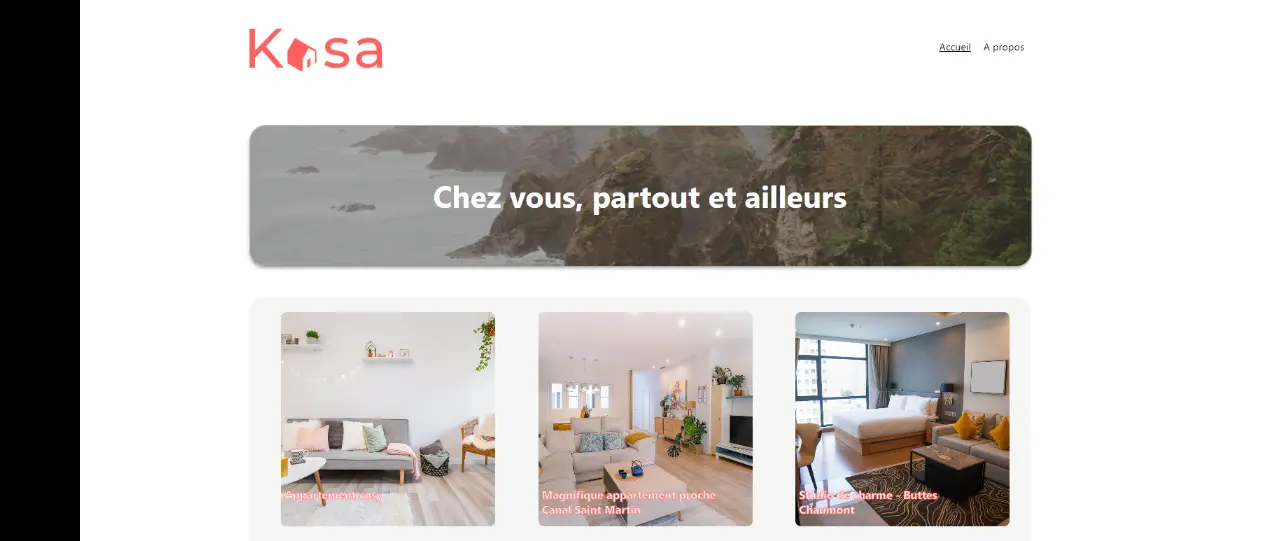 Kasa
Accueil A propos
Chez vous, partout et ailleurs
Appartement cosy
Magnifique appartement proche
Canal Saint Martin
Studio de charme - Buttes
Chaumont